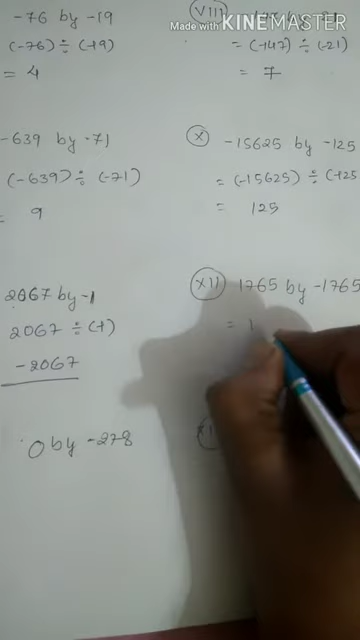 -76 by -19
(-76) ÷ (-19)
= 4
VIII
Made with KINEMASTER
= (-147) ÷ (-21)
= 7
-639 by -71
(-639) ÷ (-71)
= 9
X -15625 by -125
= (-15625) ÷ (-125
= 125
2067 by -1
2067 ÷ (-1)
-2067
XII 1765 by -1765
= 1
0 by -278